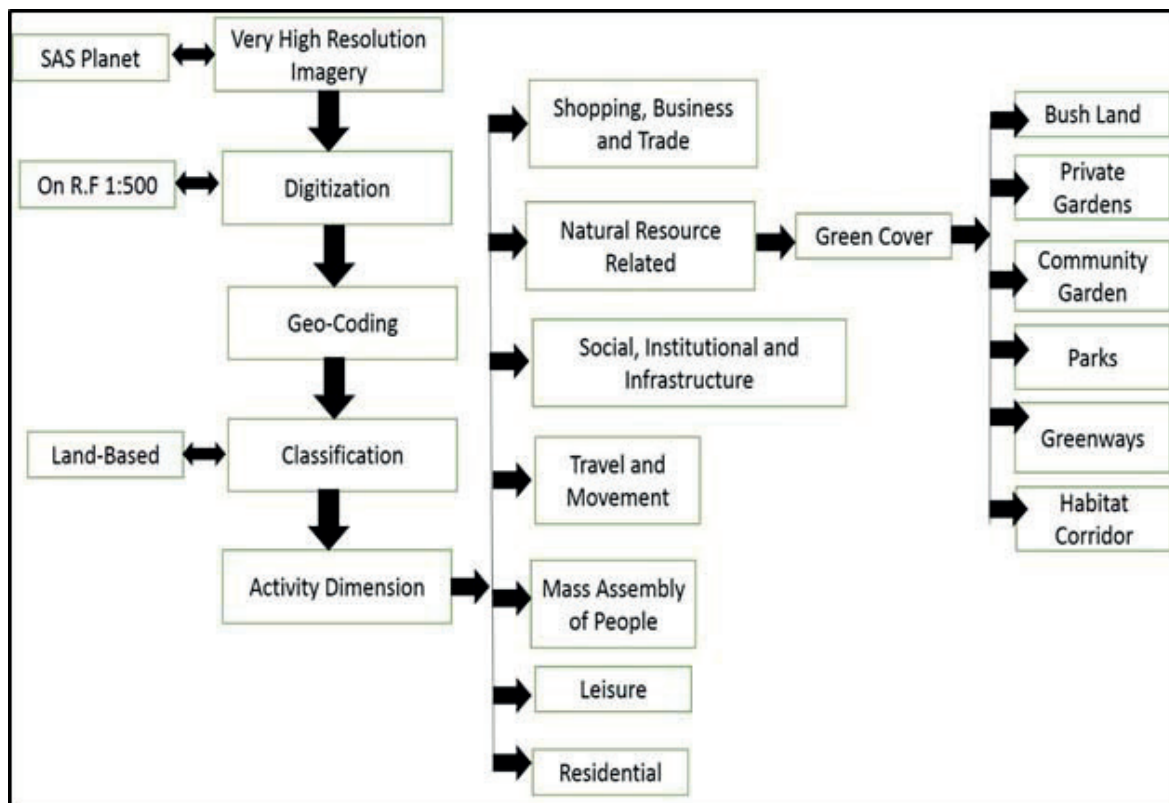 SAS Planet
Very High Resolution
Imagery
On R.F 1:500
Digitization
Geo-Coding
Land-Based
Classification
Activity Dimension
Shopping, Business
and Trade
Natural Resource
Related
Social, Institutional and
Infrastructure
Travel and
Movement
Mass Assembly
of People
Leisure
Residential
Green Cover
Bush Land
Private
Gardens
Community
Garden
Parks
Greenways
Habitat
Corridor